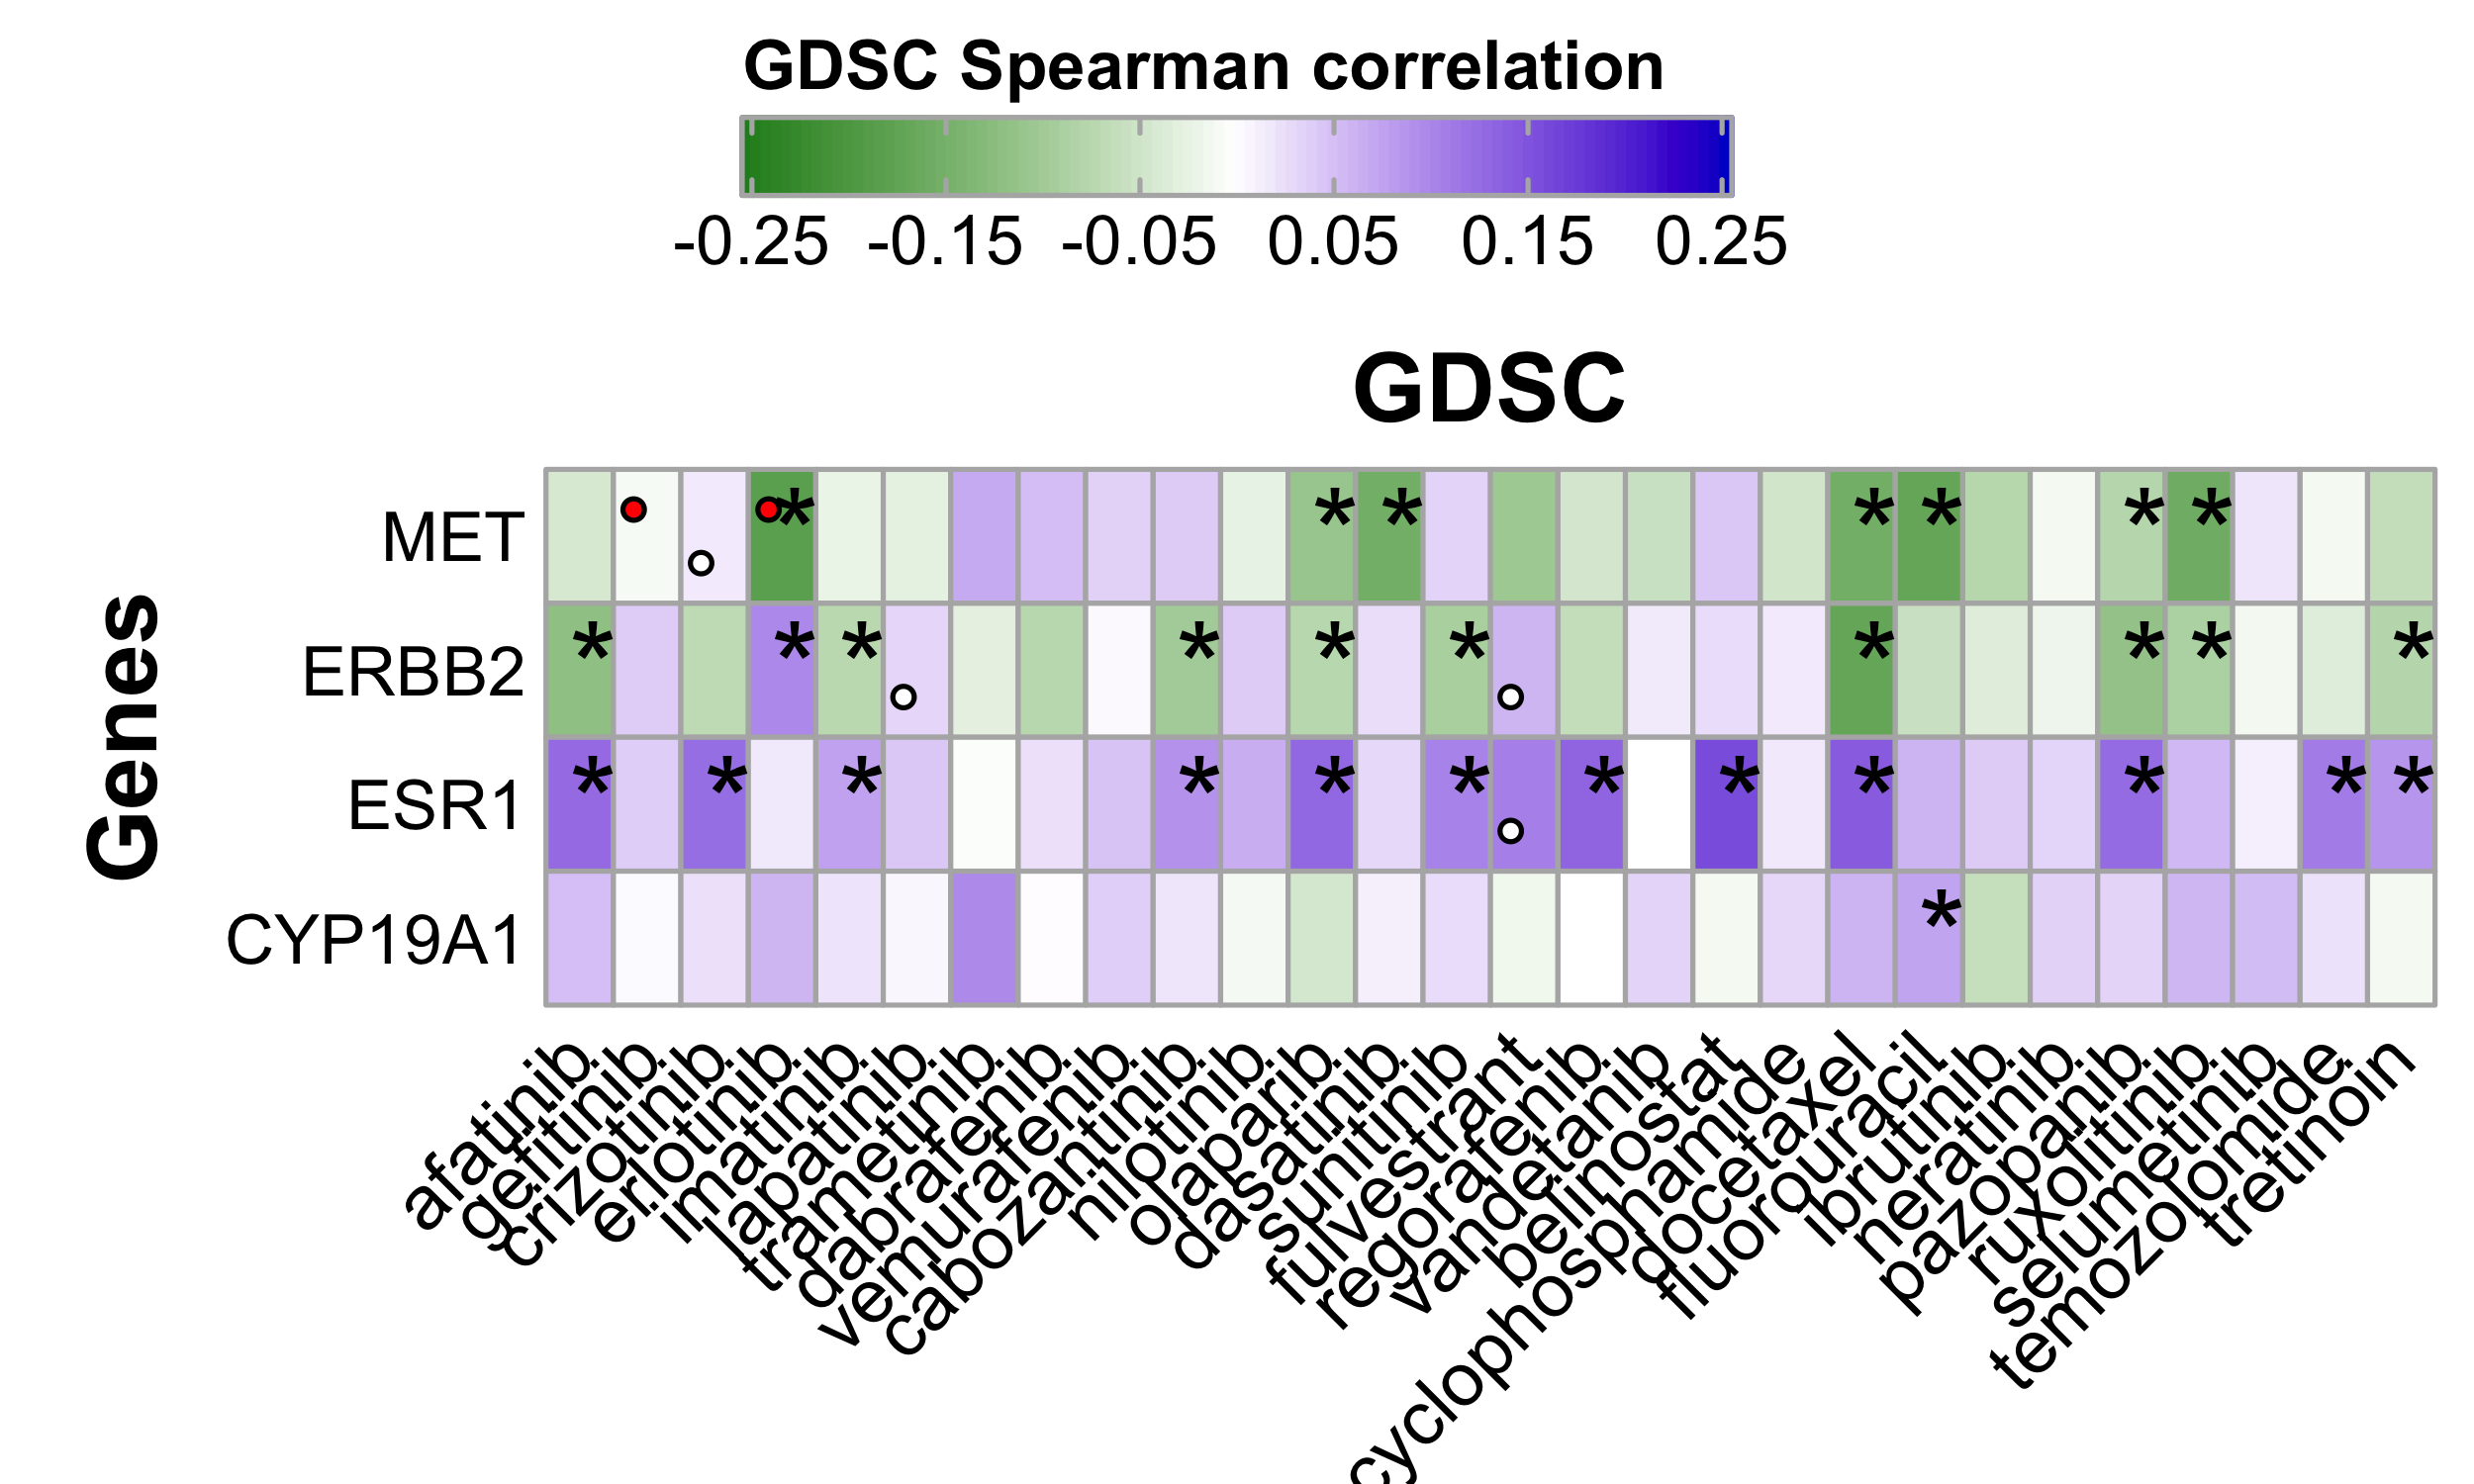 GDSC Spearman correlation
-0.25 -0.15 -0.05 0.05 0.15 0.25
GDSC
Genes
MET
* * * * * * *
ERBB2
* * * * * * * * * *
ESR1
* * * * * * * * * * * * *
CYP19A1
*
afatinib
gefitinib
crizotinib
erlotinib
imatinib
lapatinib
trametinib
dabrafenib
vemurafenib
cabozantinib
nilotinib
olaparib
dasatinib
sunitinib
fulvestrant
regorafenib
vandetanib
belinostat
cyclophosphamide
docetaxel
fluorouracil
ibrutinib
neratinib
pazopanib
ruxolitinib
selumetinib
temozolomide
tretinoin